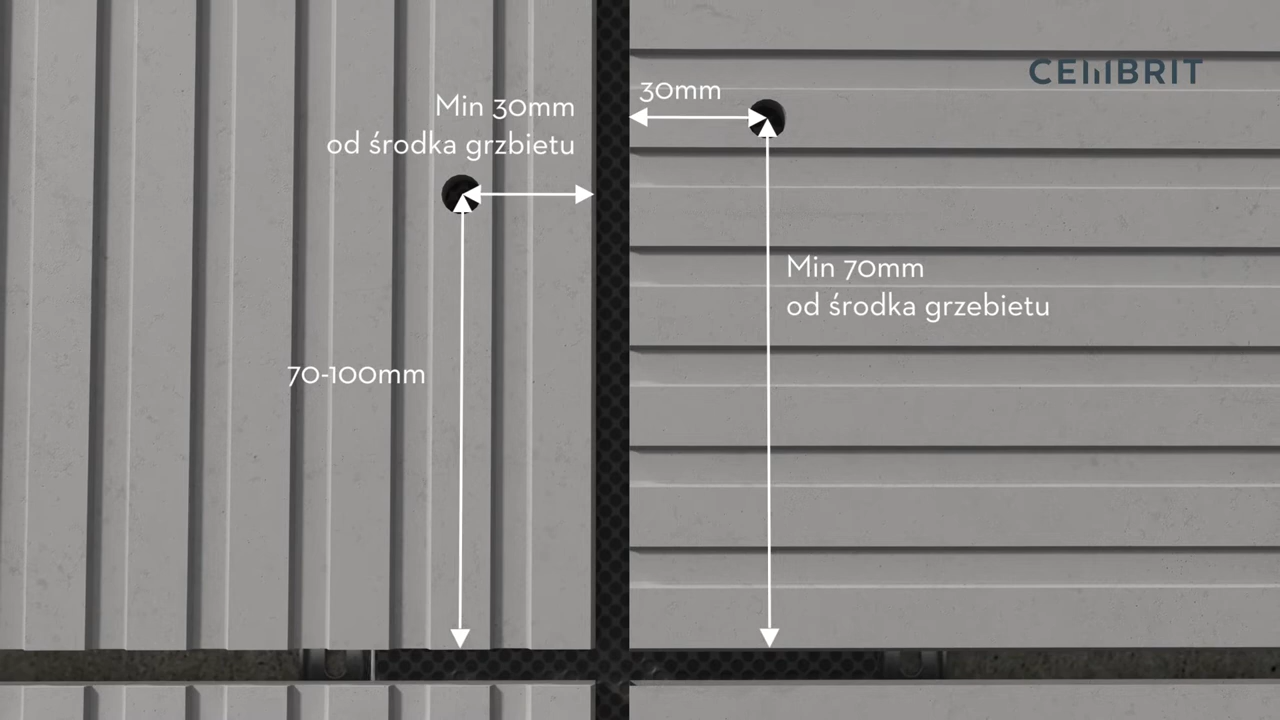 CEMBRIT
Min 30mm
od środka grzbietu
30mm
Min 70mm
od środka grzebietu
70-100mm